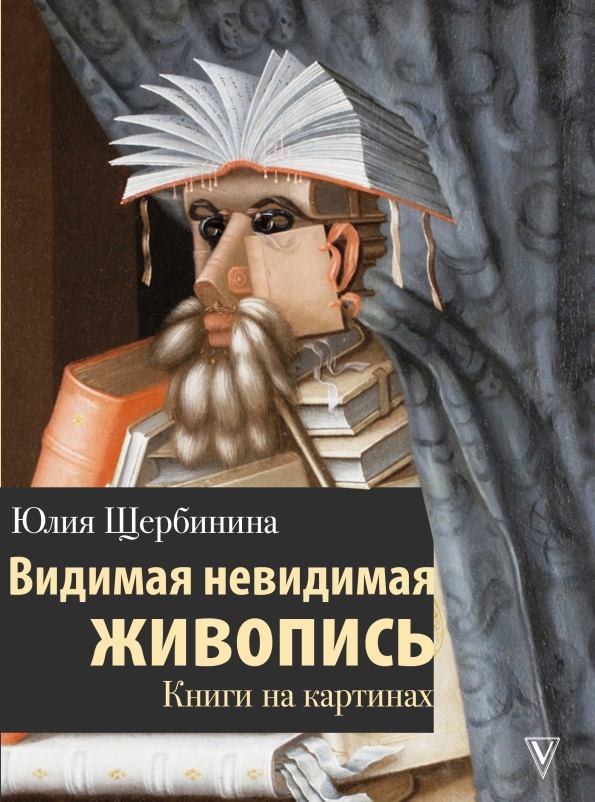 Юлия Щербинина
Видимая невидимая
живопись
Книги на картинах